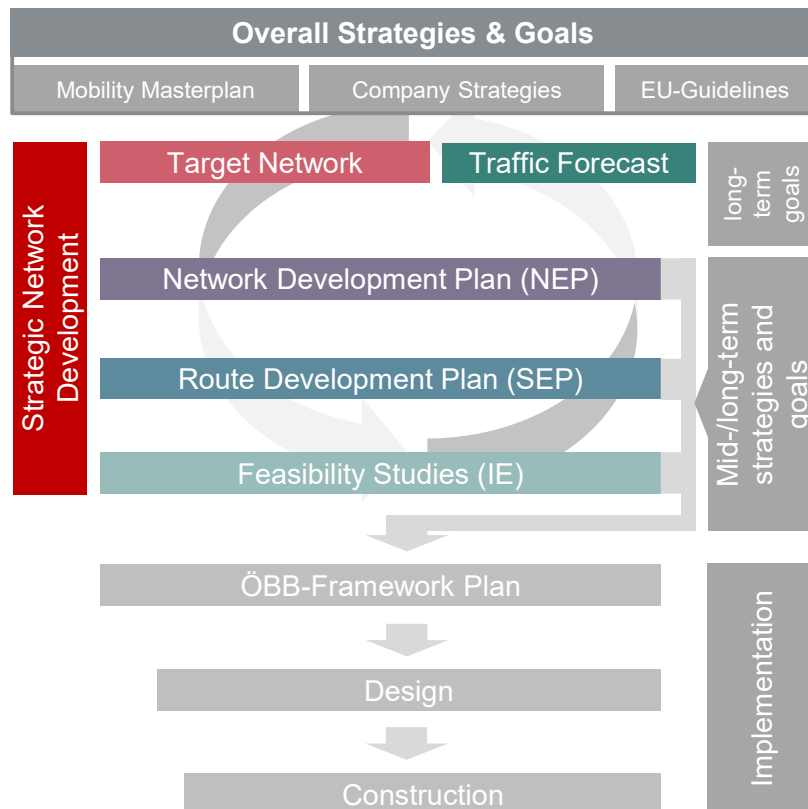 Overall Strategies & Goals
Mobility Masterplan
Company Strategies
EU-Guidelines
Strategic Network
Development
Target Network
Traffic Forecast
long-
term
goals
Network Development Plan (NEP)
Route Development Plan (SEP)
Feasibility Studies (IE)
Mid-/long-term
strategies and
goals
ÖBB-Framework Plan
Design
Construction
Implementation